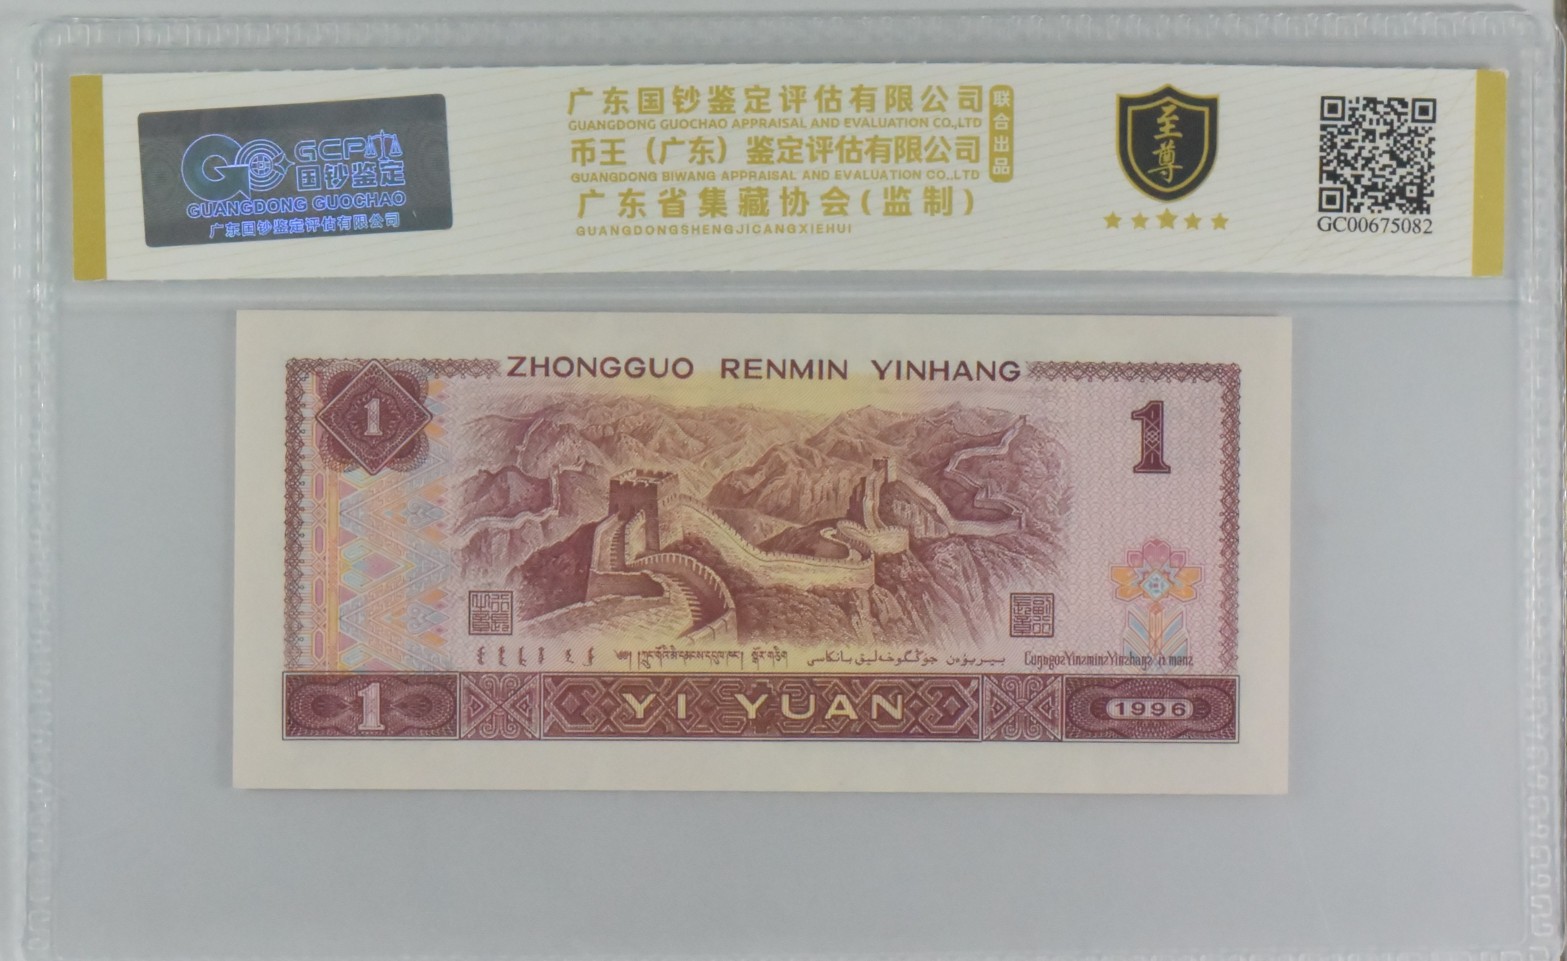 GCP
国钞鉴定
GUANGDONG GUOCHAO
广东国钞鉴定评估有限公司
广东国钞鉴定评估有限公司
GUANGDONG GUOCHAO APPRAISAL AND EVALUATION CO.,LTD
币王（广东）鉴定评估有限公司
GUANGDONG BIWANG APPRAISAL AND EVALUATION CO.,LTD
联合出品
广东省集藏协会(监制)
GUANGDONGSHENGJICANGXIEHUI
至尊
GC00675082
ZHONGGUO RENMIN YINHANG
1
1
1
YI YUAN
1996